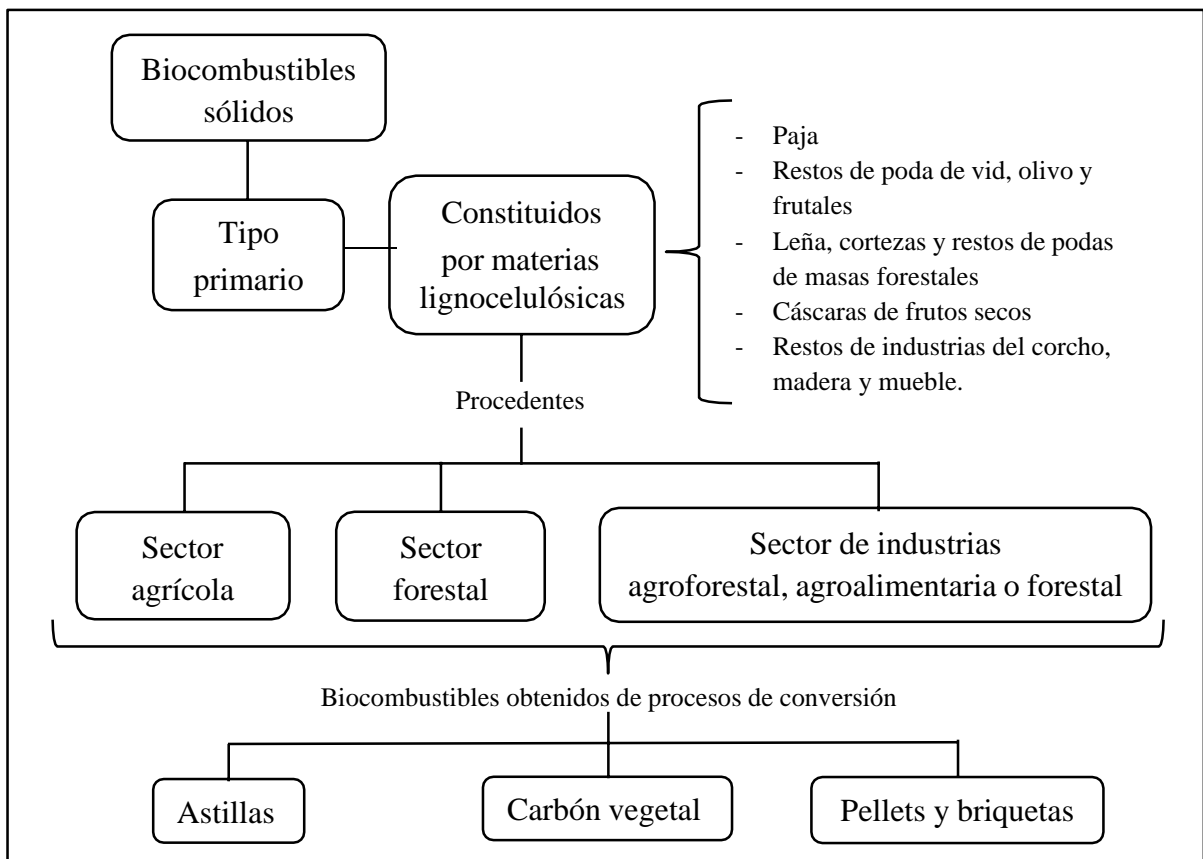 Biocombustibles
sólidos
Tipo
primario
Constituidos
por materias
lignocelulósicas
- Paja
- Restos de poda de vid, olivo y
frutales
- Leña, cortezas y restos de podas
de masas forestales
- Cáscaras de frutos secos
- Restos de industrias del corcho,
madera y mueble.
Procedentes
Sector
agrícola
Sector
forestal
Sector de industrias
agroforestal, agroalimentaria o forestal
Biocombustibles obtenidos de procesos de conversión
Astillas
Carbón vegetal
Pellets y briquetas